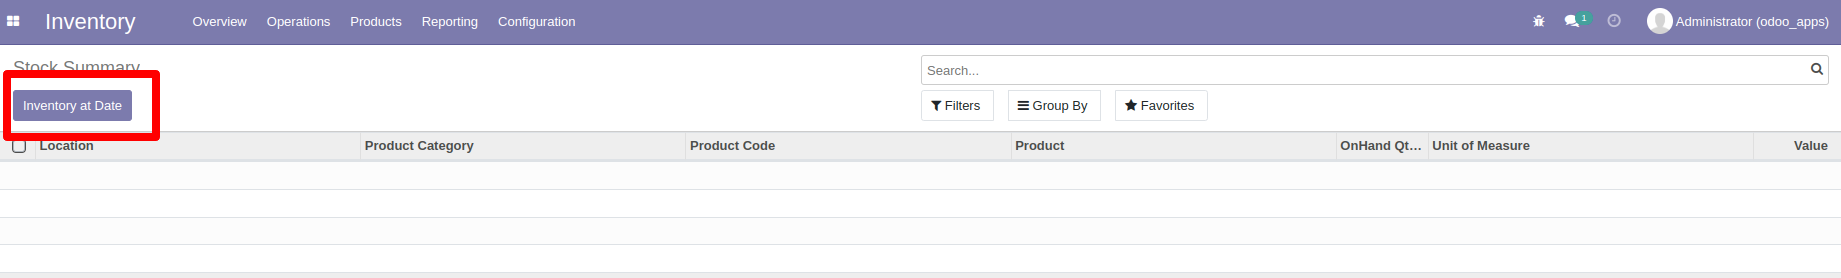 Inventory Overview Operations Products Reporting Configuration 1 Administrator (odoo_apps)
Stock Summary
Search...
Inventory at Date Filters Group By Favorites
Location Product Category Product Code Product OnHand Qt... Unit of Measure Value